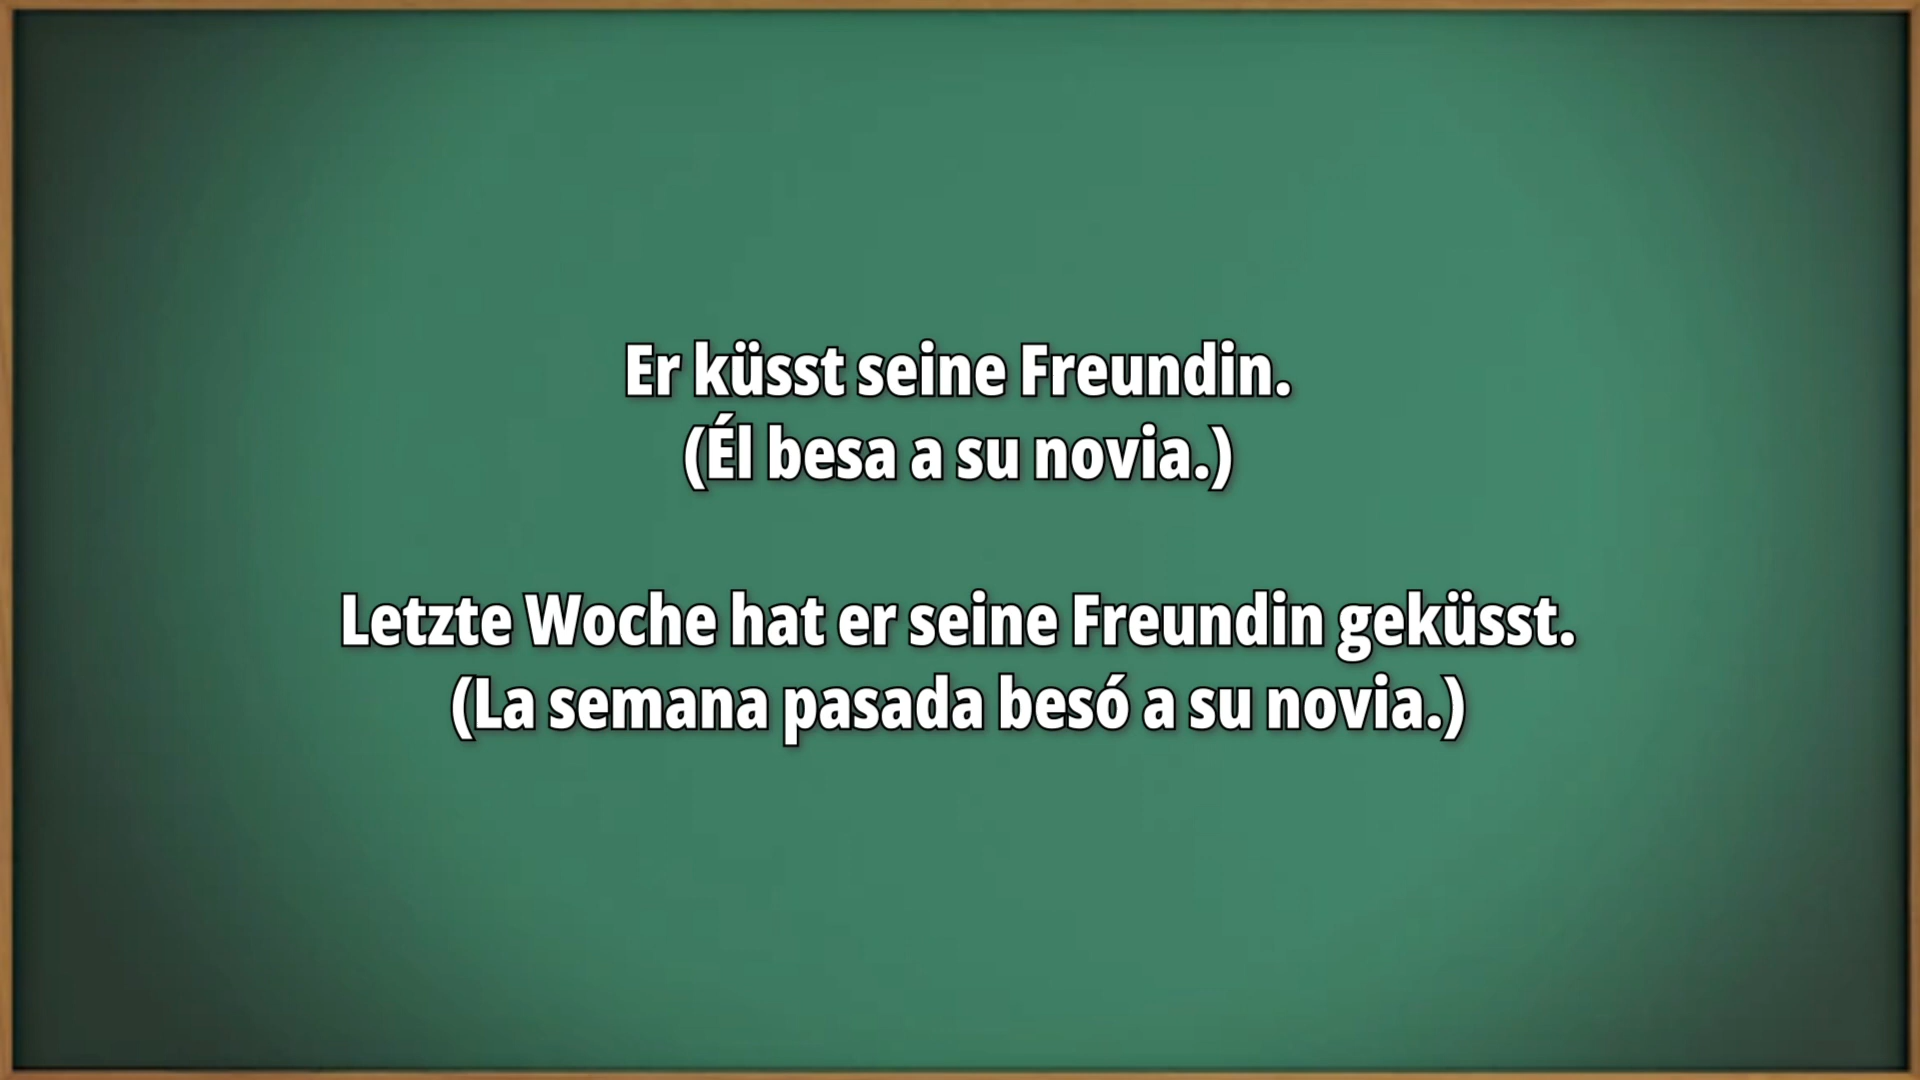 Er küsst seine Freundin.
(Él besa a su novia.)
Letzte Woche hat er seine Freundin geküsst.
(La semana pasada besó a su novia.)